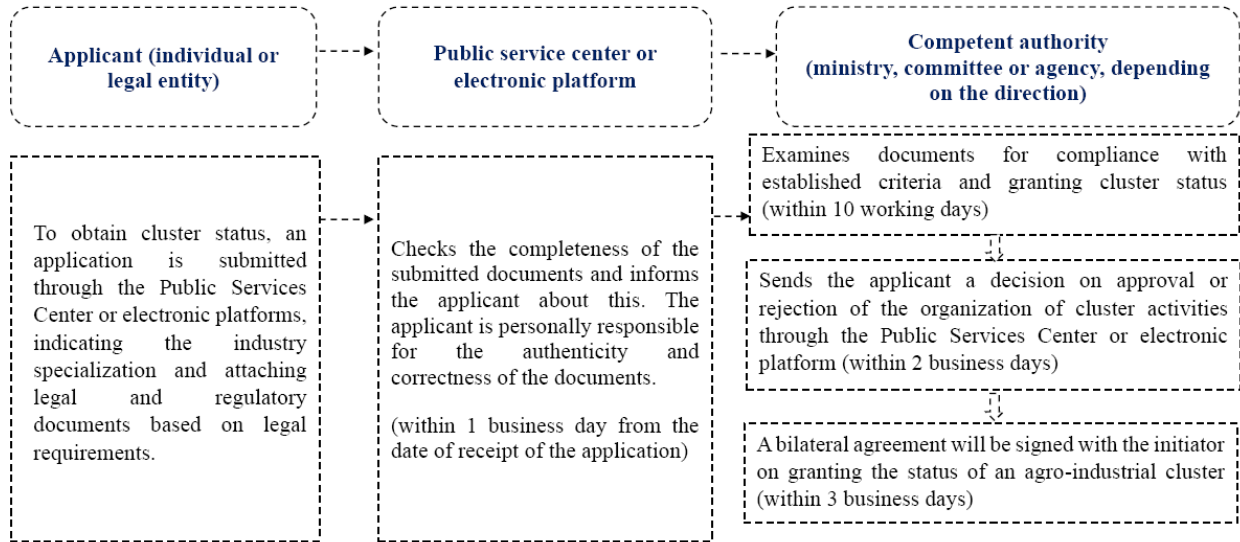 Applicant (individual or
legal entity)
Public service center or
electronic platform
Competent authority
(ministry, committee or agency, depending
on the direction)
To obtain cluster status, an
application is submitted
through the Public Services
Center or electronic platforms,
indicating the industry
specialization and attaching
legal and regulatory
documents based on legal
requirements.
Checks the completeness of the
submitted documents and informs
the applicant about this. The
applicant is personally responsible
for the authenticity and
correctness of the documents.
(within 1 business day from the
date of receipt of the application)
Examines documents for compliance with
established criteria and granting cluster status
(within 10 working days)
Sends the applicant a decision on approval or
rejection of the organization of cluster activities
through the Public Services Center or electronic
platform (within 2 business days)
A bilateral agreement will be signed with the initiator
on granting the status of an agro-industrial cluster
(within 3 business days)